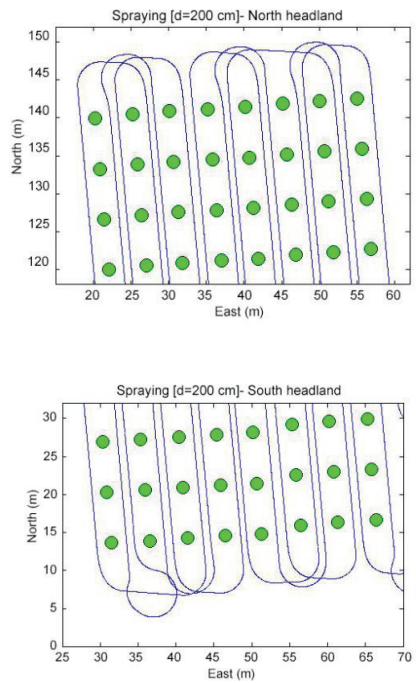 Spraying [d=200 cm]- North headland
150
145
140
135
130
125
120
North (m)
20 25 30 35 40 45 50 55 60
East (m)
Spraying [d=200 cm]- South headland
30
25
20
15
10
5
0
North (m)
25 30 35 40 45 50 55 60 65 70
East (m)